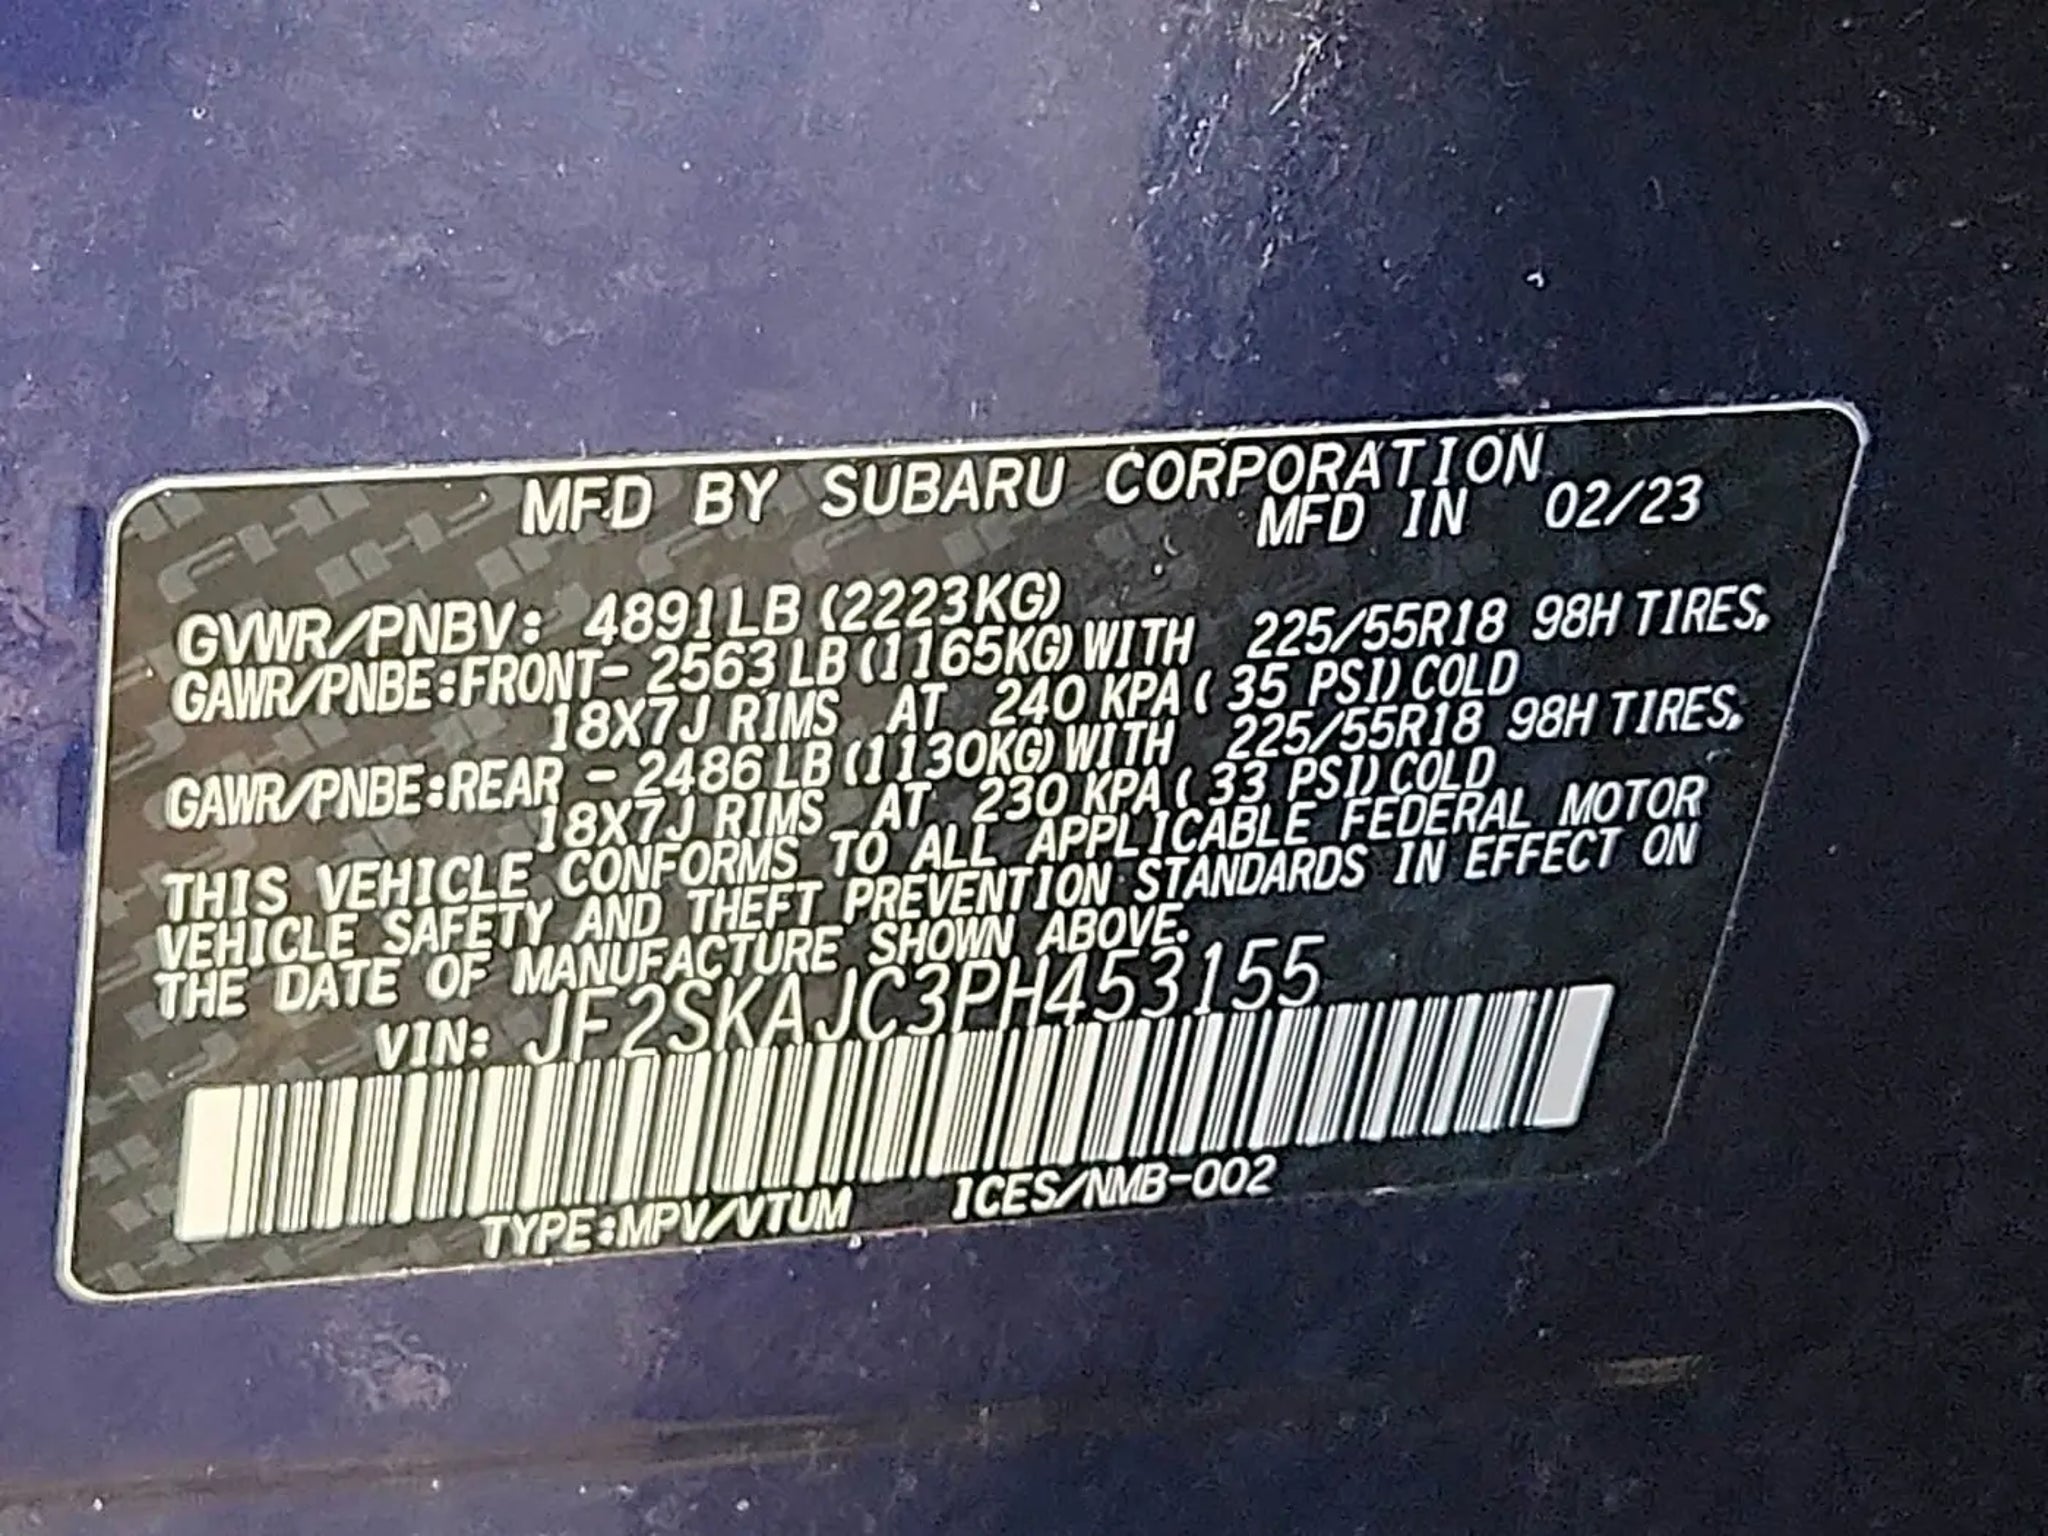 MFD BY SUBARU CORPORATION
MFD IN 02/23
GVWR/PNBV: 4891LB (2223KG)
GAWR/PNBE:FRONT- 2563LB (1165KG) WITH 225/55R18 98H TIRES,
18X7J RIMS AT 240 KPA ( 35 PSI) COLD
GAWR/PNBE:REAR - 2486LB (1130KG) WITH 225/55R18 98H TIRES,
18X7J RIMS AT 230 KPA ( 33 PSI) COLD
THIS VEHICLE CONFORMS TO ALL APPLICABLE FEDERAL MOTOR
VEHICLE SAFETY AND THEFT PREVENTION STANDARDS IN EFFECT ON
THE DATE OF MANUFACTURE SHOWN ABOVE.
VIN: JF2SKAJC3PH453155
TYPE:MPV/VTUM ICES/NMB-002